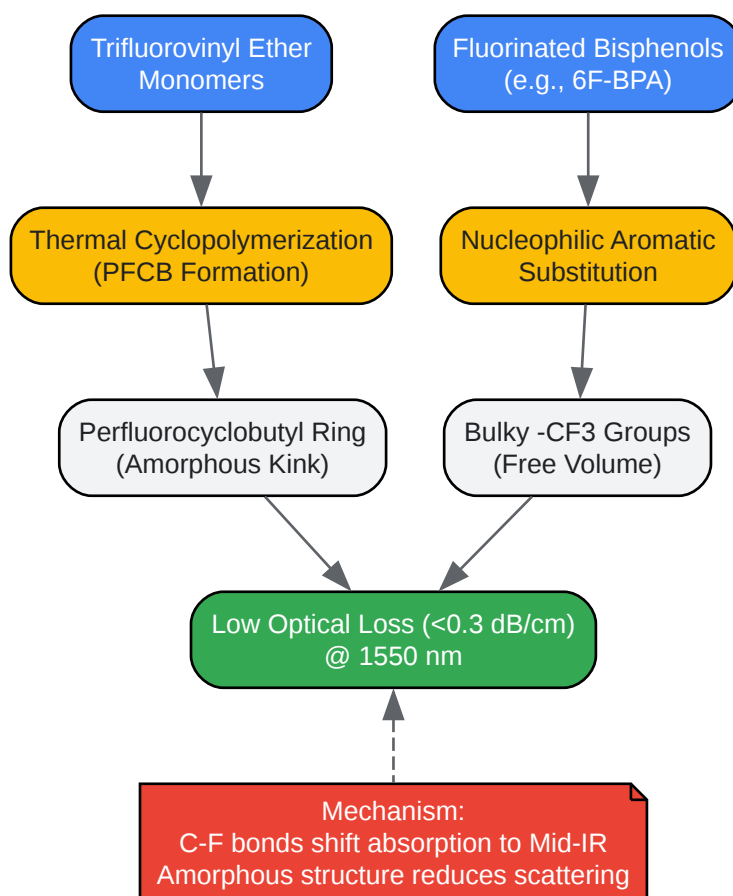 Trifluorovinyl Ether
Monomers
Fluorinated Bisphenols
(e.g., 6F-BPA)
Thermal Cyclopolymerization
(PFCB Formation)
Nucleophilic Aromatic
Substitution
Perfluorocyclobutyl Ring
(Amorphous Kink)
Bulky -CF3 Groups
(Free Volume)
Low Optical Loss (<0.3 dB/cm)
@ 1550 nm
Mechanism:
C-F bonds shift absorption to Mid-IR
Amorphous structure reduces scattering